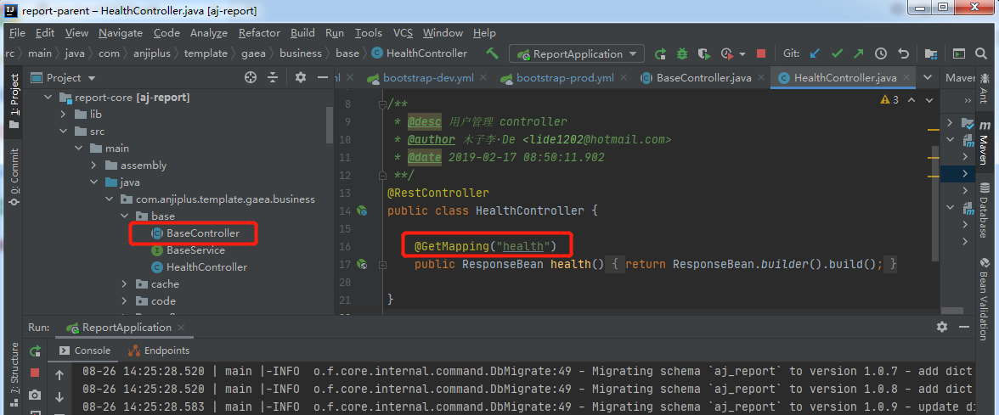 report-parent – HealthController.java [aj-report]
File Edit View Navigate Code Analyze Refactor Build Run Tools VCS Window Help
rc main java com anjiplus template gaea business base HealthController ReportApplication Git:
Project ml bootstrap-dev.yml bootstrap-prod.yml BaseController.java HealthController.java Maven
1: Project
0: Commit
7: Structure
report-core [aj-report]
lib
src
main
assembly
java
com.anjiplus.template.gaea.business
base
BaseController
BaseService
HealthController
cache
code
3
8 /**
9 * @desc 用户管理 controller
10 * @author 木子李·De <lide1202@hotmail.com>
11 * @date 2019-02-17 08:50:11.902
12 **/
13 @RestController
14 public class HealthController {
15
16 @GetMapping("health")
17 public ResponseBean health() { return ResponseBean.builder().build(); }
20
21 }
Ant
Maven
Database
Bean Validation
Run: ReportApplication
Console Endpoints
08-26 14:25:28.520 | main |-INFO o.f.core.internal.command.DbMigrate:49 - Migrating schema `aj_report` to version 1.0.7 - add dict
08-26 14:25:28.520 | main |-INFO o.f.core.internal.command.DbMigrate:49 - Migrating schema `aj_report` to version 1.0.8 - add dict
08-26 14:25:28.583 | main |-INFO o.f.core.internal.command.DbMigrate:49 - Migrating schema `aj_report` to version 1.0.9 - update di